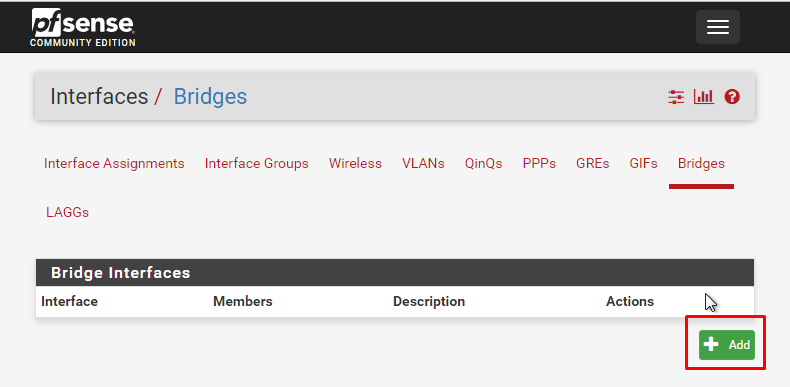 pfsense
COMMUNITY EDITION
Interfaces / Bridges
Interface Assignments Interface Groups Wireless VLANs QinQs PPPs GREs GIFs Bridges
LAGGs
Bridge Interfaces
Interface Members Description Actions
Add